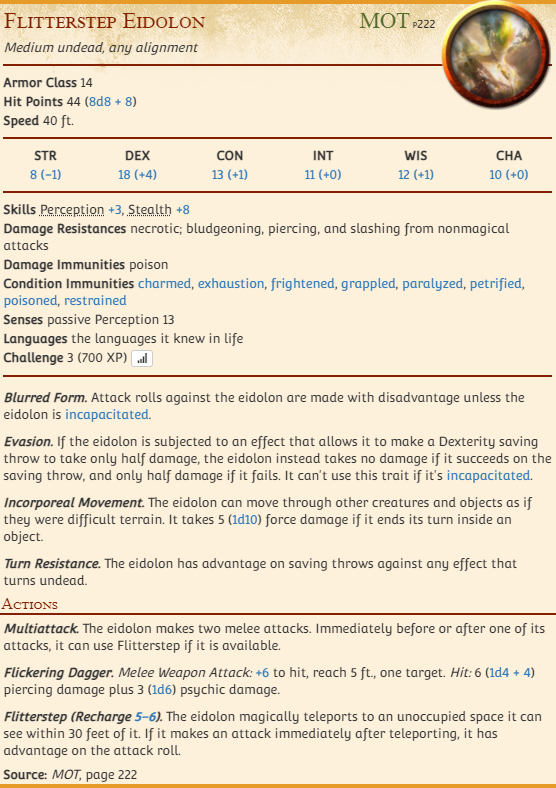 Flitterstep Eidolon MOT p222
Medium undead, any alignment
Armor Class 14
Hit Points 44 (8d8 + 8)
Speed 40 ft.
STR DEX CON INT WIS CHA
8 (−1) 18 (+4) 13 (+1) 11 (+0) 12 (+1) 10 (+0)
Skills Perception +3, Stealth +8
Damage Resistances necrotic; bludgeoning, piercing, and slashing from nonmagical
attacks
Damage Immunities poison
Condition Immunities charmed, exhaustion, frightened, grappled, paralyzed, petrified,
poisoned, restrained
Senses passive Perception 13
Languages the languages it knew in life
Challenge 3 (700 XP)
Blurred Form. Attack rolls against the eidolon are made with disadvantage unless the
eidolon is incapacitated.
Evasion. If the eidolon is subjected to an effect that allows it to make a Dexterity saving
throw to take only half damage, the eidolon instead takes no damage if it succeeds on the
saving throw, and only half damage if it fails. It can't use this trait if it's incapacitated.
Incorporeal Movement. The eidolon can move through other creatures and objects as if
they were difficult terrain. It takes 5 (1d10) force damage if it ends its turn inside an
object.
Turn Resistance. The eidolon has advantage on saving throws against any effect that
turns undead.
Actions
Multiattack. The eidolon makes two melee attacks. Immediately before or after one of its
attacks, it can use Flitterstep if it is available.
Flickering Dagger. Melee Weapon Attack: +6 to hit, reach 5 ft., one target. Hit: 6 (1d4 + 4)
piercing damage plus 3 (1d6) psychic damage.
Flitterstep (Recharge 5–6). The eidolon magically teleports to an unoccupied space it can
see within 30 feet of it. If it makes an attack immediately after teleporting, it has
advantage on the attack roll.
Source: MOT, page 222